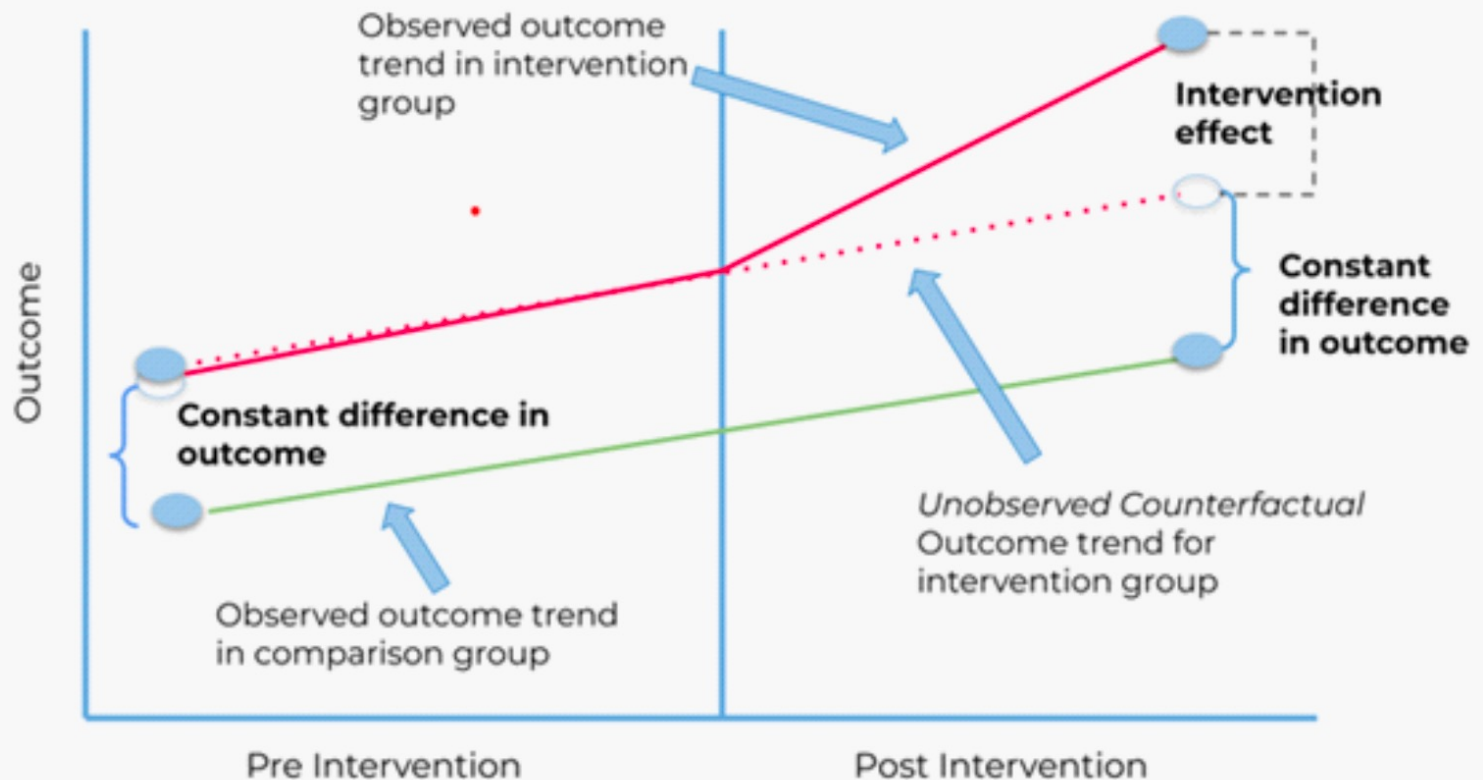 Observed outcome
trend in intervention
group
Intervention
effect
Outcome
Constant
difference
in outcome
Constant difference in
outcome
Unobserved Counterfactual
Outcome trend for
intervention group
Observed outcome trend
in comparison group
Pre Intervention
Post Intervention